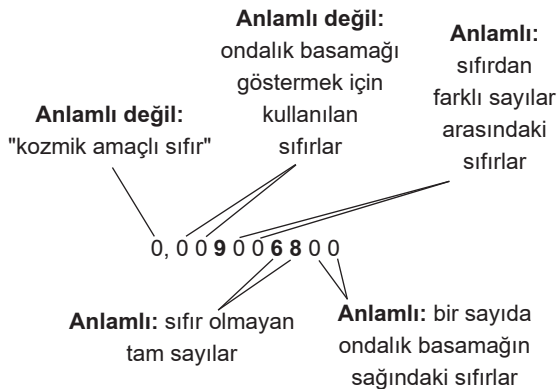 Anlamlı değil:
ondalık basamağı
göstermek için
kullanılan
sıfırlar
Anlamlı:
sıfırdan
farklı sayılar
arasındaki
sıfırlar
Anlamlı değil:
"kozmik amaçlı sıfır"
0, 0 0 9 0 0 6 8 0 0
Anlamlı: sıfır olmayan
tam sayılar
Anlamlı: bir sayıda
ondalık basamağın
sağındaki sıfırlar